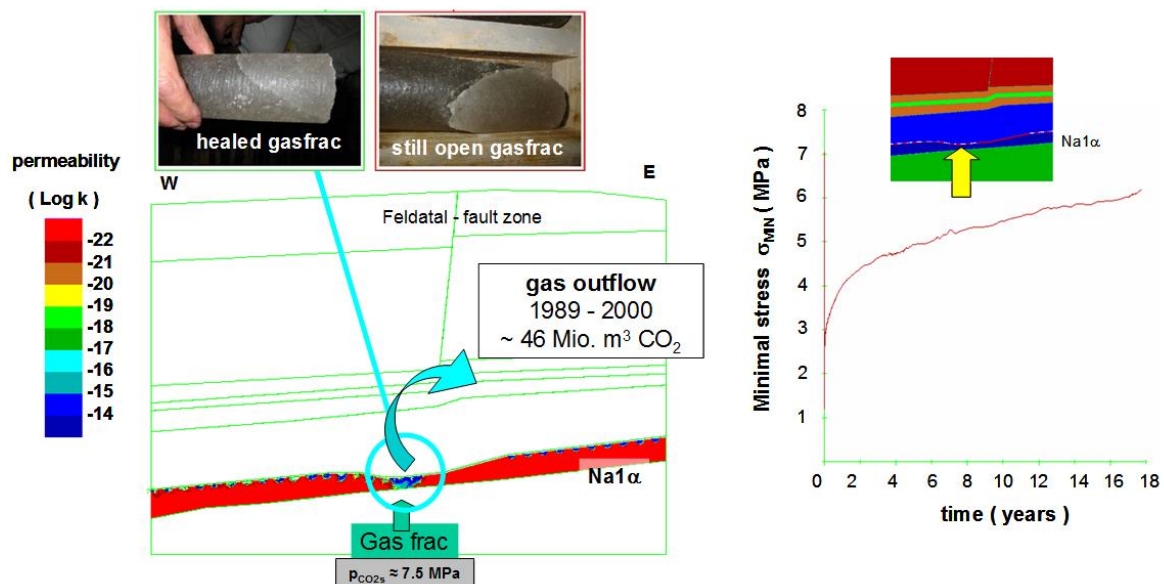 healed gasfrac
still open gasfrac
permeability
( Log k )
W
E
-22
-21
-20
-19
-18
-17
-16
-15
-14
Feldatal - fault zone
gas outflow
1989 - 2000
~ 46 Mio. m³ CO₂
Na1α
Gas frac
pCO2s ≈ 7.5 MPa
Na1α
Minimal stress σMN ( MPa )
8
7
6
5
4
3
2
1
0 2 4 6 8 10 12 14 16 18
time ( years )